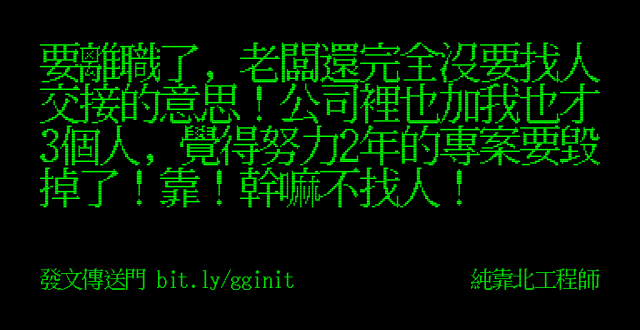 要離職了，老闆還完全沒要找人
交接的意思！公司裡也加我也才
3個人，覺得努力2年的專案要毀
掉了！靠！幹嘛不找人！
發文傳送門 bit.ly/gginit
純靠北工程師